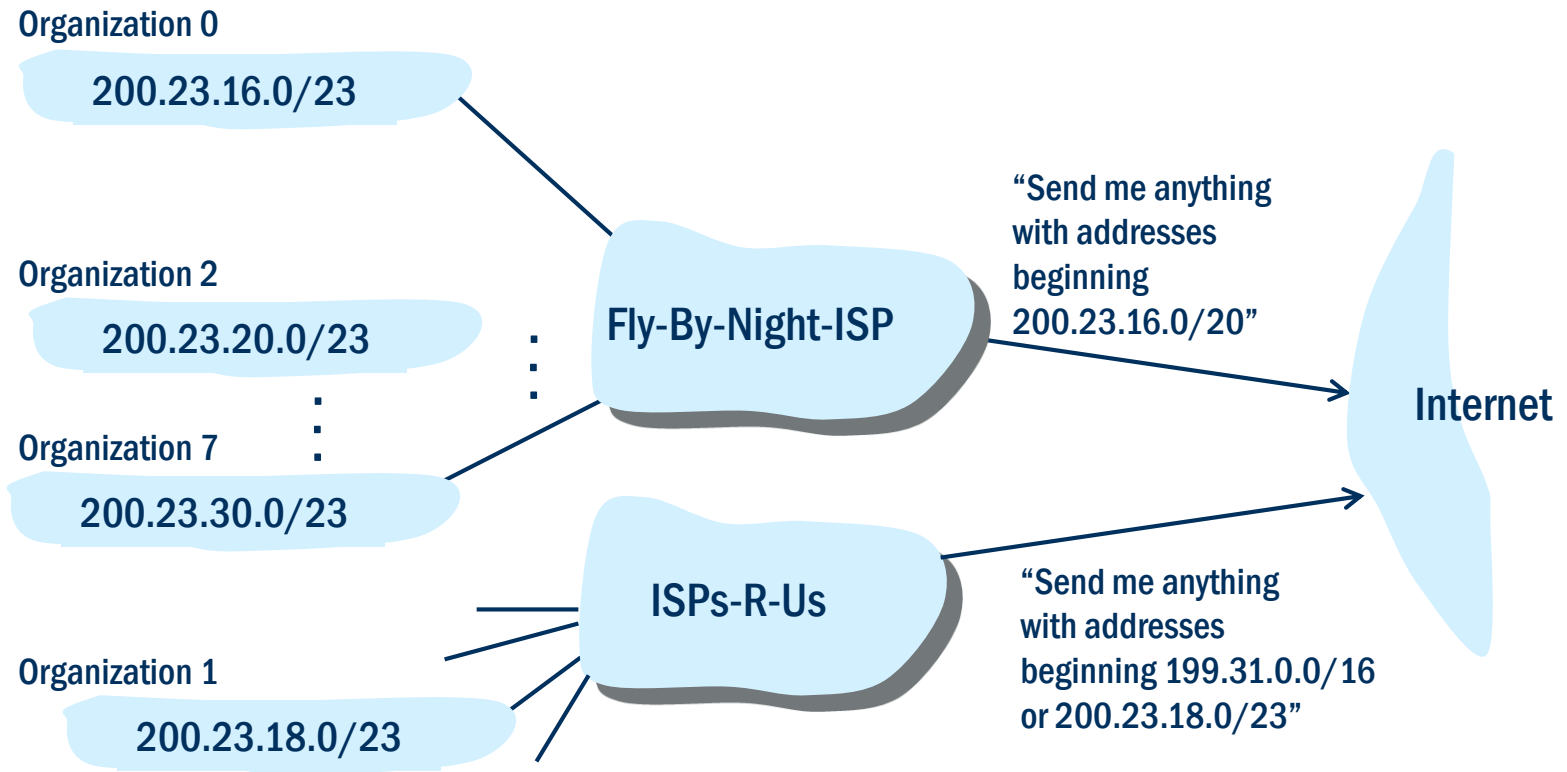 Organization 0
200.23.16.0/23
Organization 2
200.23.20.0/23
Organization 7
200.23.30.0/23
Organization 1
200.23.18.0/23
Fly-By-Night-ISP
ISPs-R-Us
“Send me anything
with addresses
beginning
200.23.16.0/20”
“Send me anything
with addresses
beginning 199.31.0.0/16
or 200.23.18.0/23”
Internet